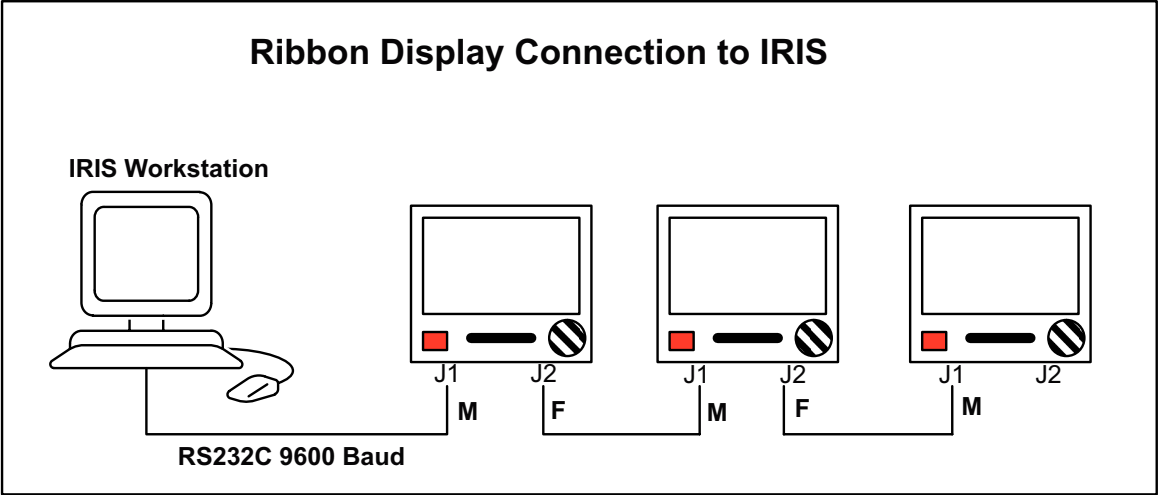 Ribbon Display Connection to IRIS
IRIS Workstation
J1 J2 J1 J2 J1 J2
M F M F M
RS232C 9600 Baud